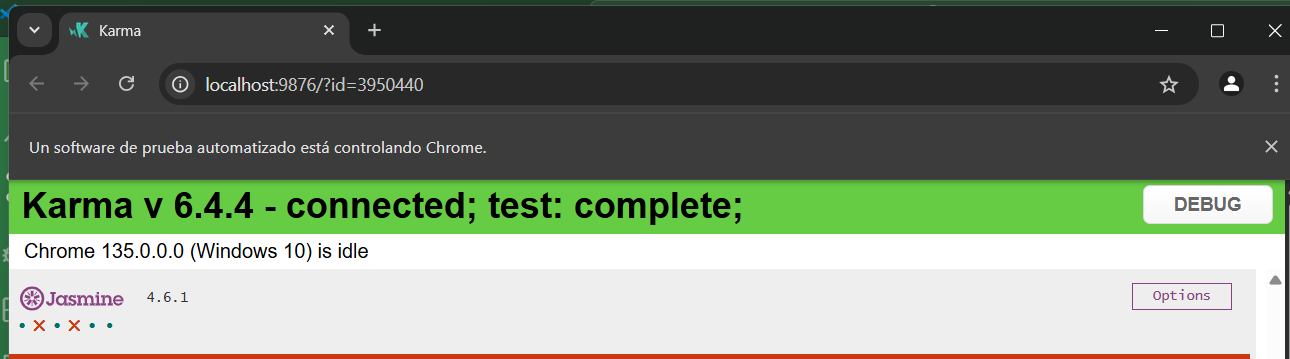 Karma
localhost:9876/?id=3950440
Un software de prueba automatizado está controlando Chrome.
Karma v 6.4.4 - connected; test: complete;
DEBUG
Chrome 135.0.0.0 (Windows 10) is idle
Jasmine 4.6.1
Options